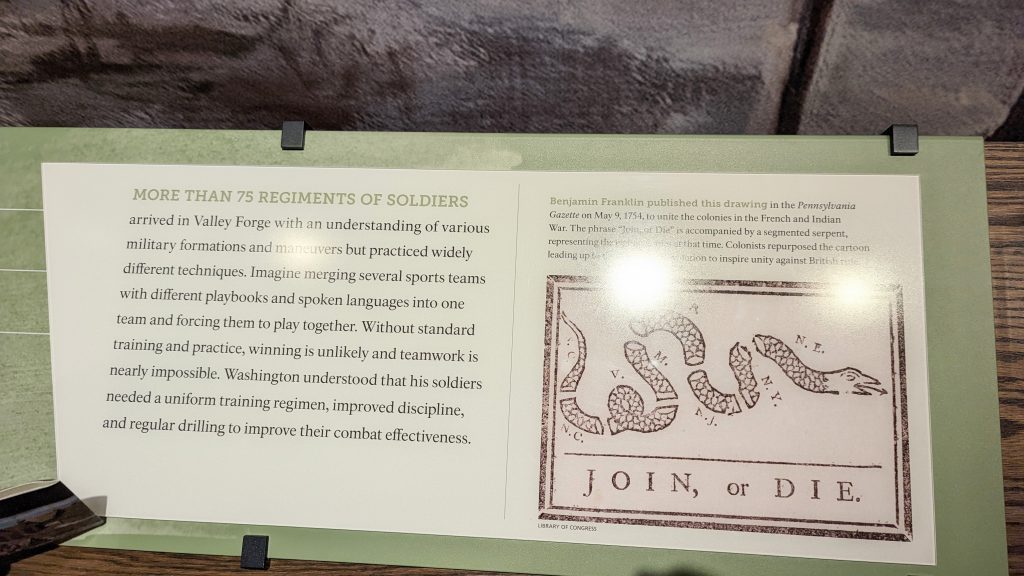 MORE THAN 75 REGIMENTS OF SOLDIERS
arrived in Valley Forge with an understanding of various
military formations and maneuvers but practiced widely
different techniques. Imagine merging several sports teams
with different playbooks and spoken languages into one
team and forcing them to play together. Without standard
training and practice, winning is unlikely and teamwork is
nearly impossible. Washington understood that his soldiers
needed a uniform training regimen, improved discipline,
and regular drilling to improve their combat effectiveness.
Benjamin Franklin published this drawing in the Pennsylvania
Gazette on May 9, 1754, to unite the colonies in the French and Indian
War. The phrase “Join, or Die” is accompanied by a segmented serpent,
representing the at that time. Colonists repurposed the cartoon
leading up to to inspire unity against British
S. C.
N.C.
V.
M.
P.
N.J.
N.Y.
N. E.
JOIN, or DIE.
LIBRARY OF CONGRESS